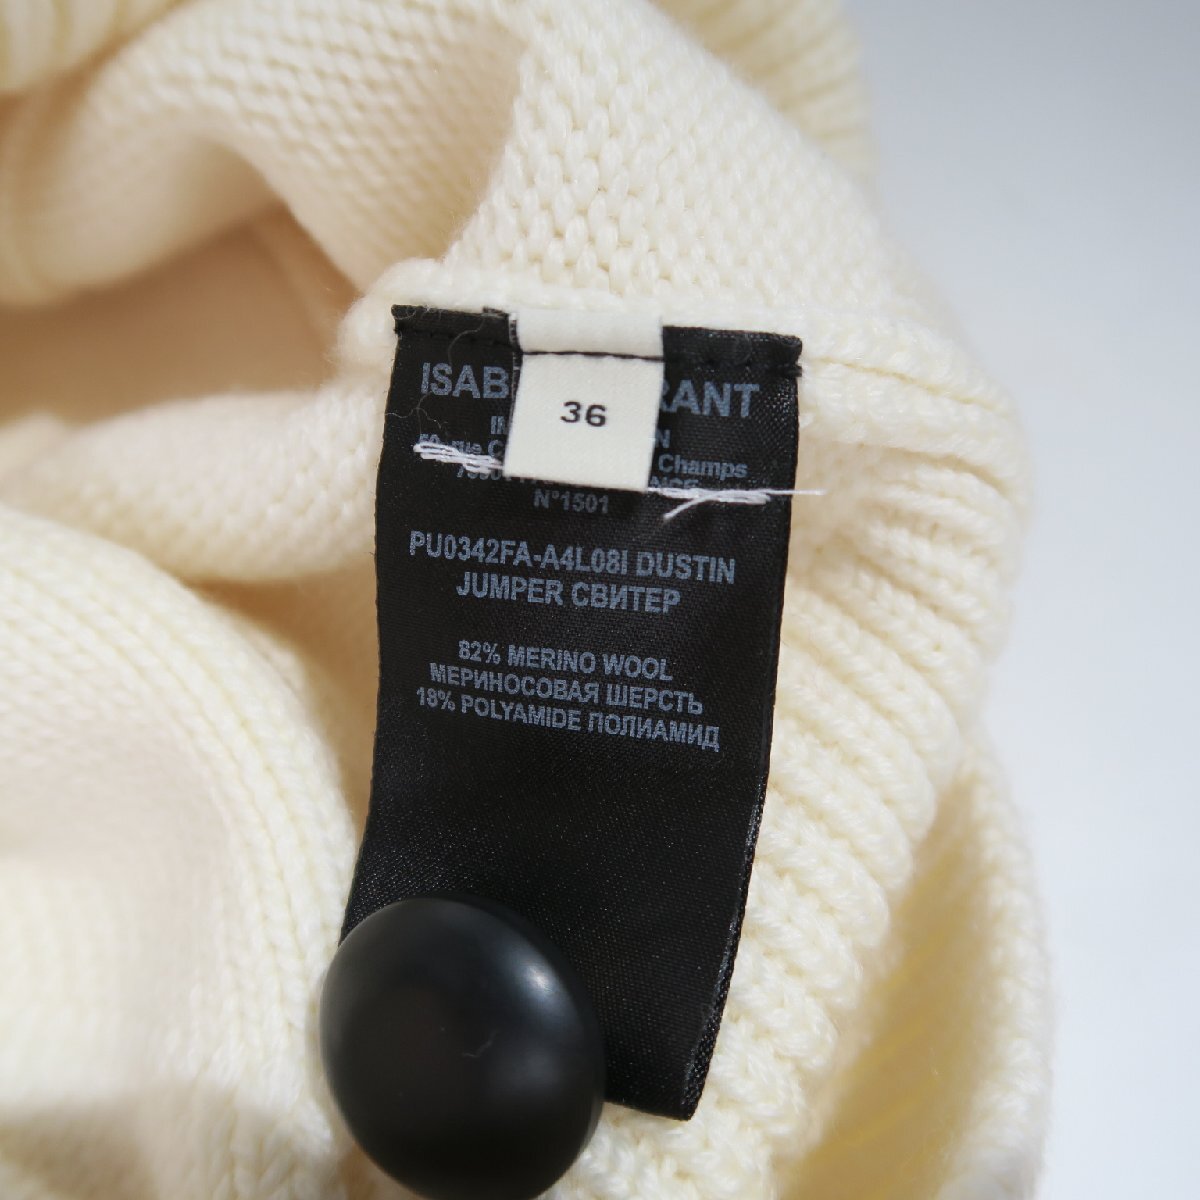 36
ISAB RANT
Champs
N°1501
PU0342FA-A4L08I DUSTIN
JUMPER СВИТЕР
82% MERINO WOOL
МЕРИНОСОВАЯ ШЕРСТЬ
18% POLYAMIDE ПОЛИАМИД